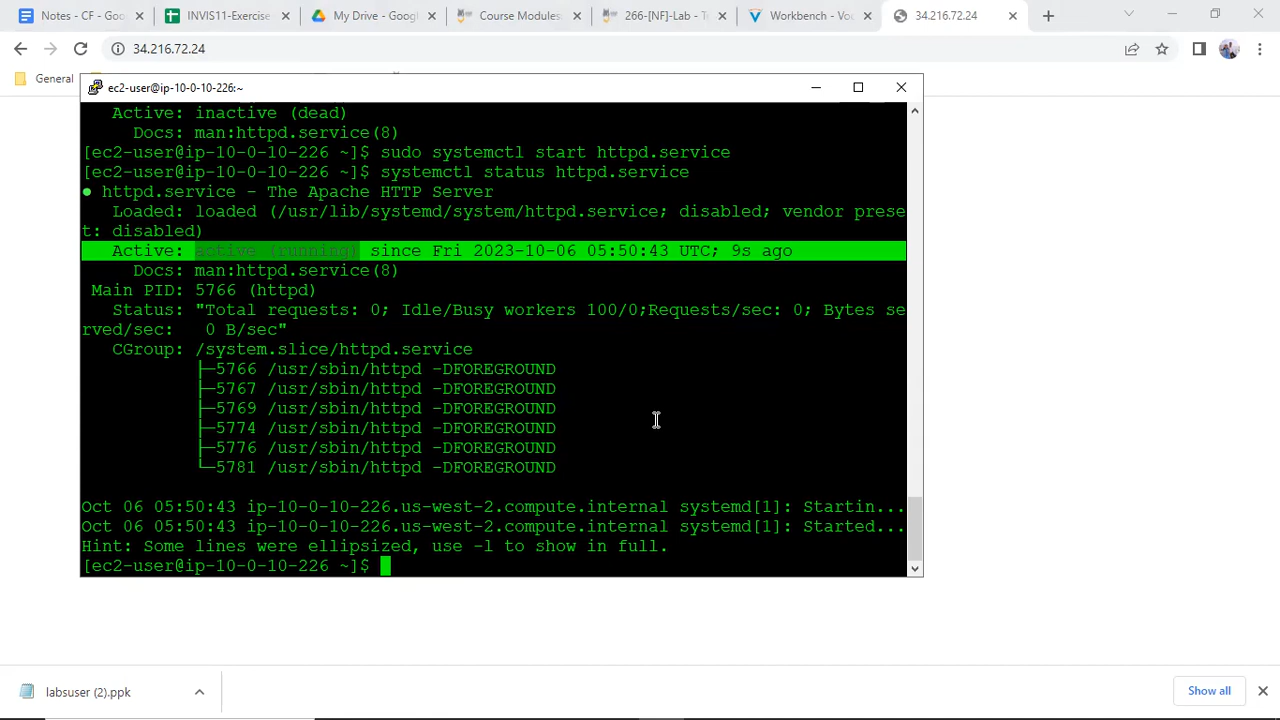 Notes - CF - Goo
INVIS11-Exercise
My Drive - Googl
Course Modules:
266-[NF]-Lab - Te
Workbench - Voc
34.216.72.24
34.216.72.24
General
ec2-user@ip-10-0-10-226:~
Active: inactive (dead)
Docs: man:httpd.service(8)
[ec2-user@ip-10-0-10-226 ~]$ sudo systemctl start httpd.service
[ec2-user@ip-10-0-10-226 ~]$ systemctl status httpd.service
● httpd.service - The Apache HTTP Server
Loaded: loaded (/usr/lib/systemd/system/httpd.service; disabled; vendor prese
t: disabled)
Active: active (running) since Fri 2023-10-06 05:50:43 UTC; 9s ago
Docs: man:httpd.service(8)
Main PID: 5766 (httpd)
Status: "Total requests: 0; Idle/Busy workers 100/0;Requests/sec: 0; Bytes se
rved/sec:   0 B/sec"
CGroup: /system.slice/httpd.service
├─5766 /usr/sbin/httpd -DFOREGROUND
├─5767 /usr/sbin/httpd -DFOREGROUND
├─5769 /usr/sbin/httpd -DFOREGROUND
├─5774 /usr/sbin/httpd -DFOREGROUND
├─5776 /usr/sbin/httpd -DFOREGROUND
└─5781 /usr/sbin/httpd -DFOREGROUND
Oct 06 05:50:43 ip-10-0-10-226.us-west-2.compute.internal systemd[1]: Startin...
Oct 06 05:50:43 ip-10-0-10-226.us-west-2.compute.internal systemd[1]: Started...
Hint: Some lines were ellipsized, use -l to show in full.
[ec2-user@ip-10-0-10-226 ~]$
labsuser (2).ppk
Show all